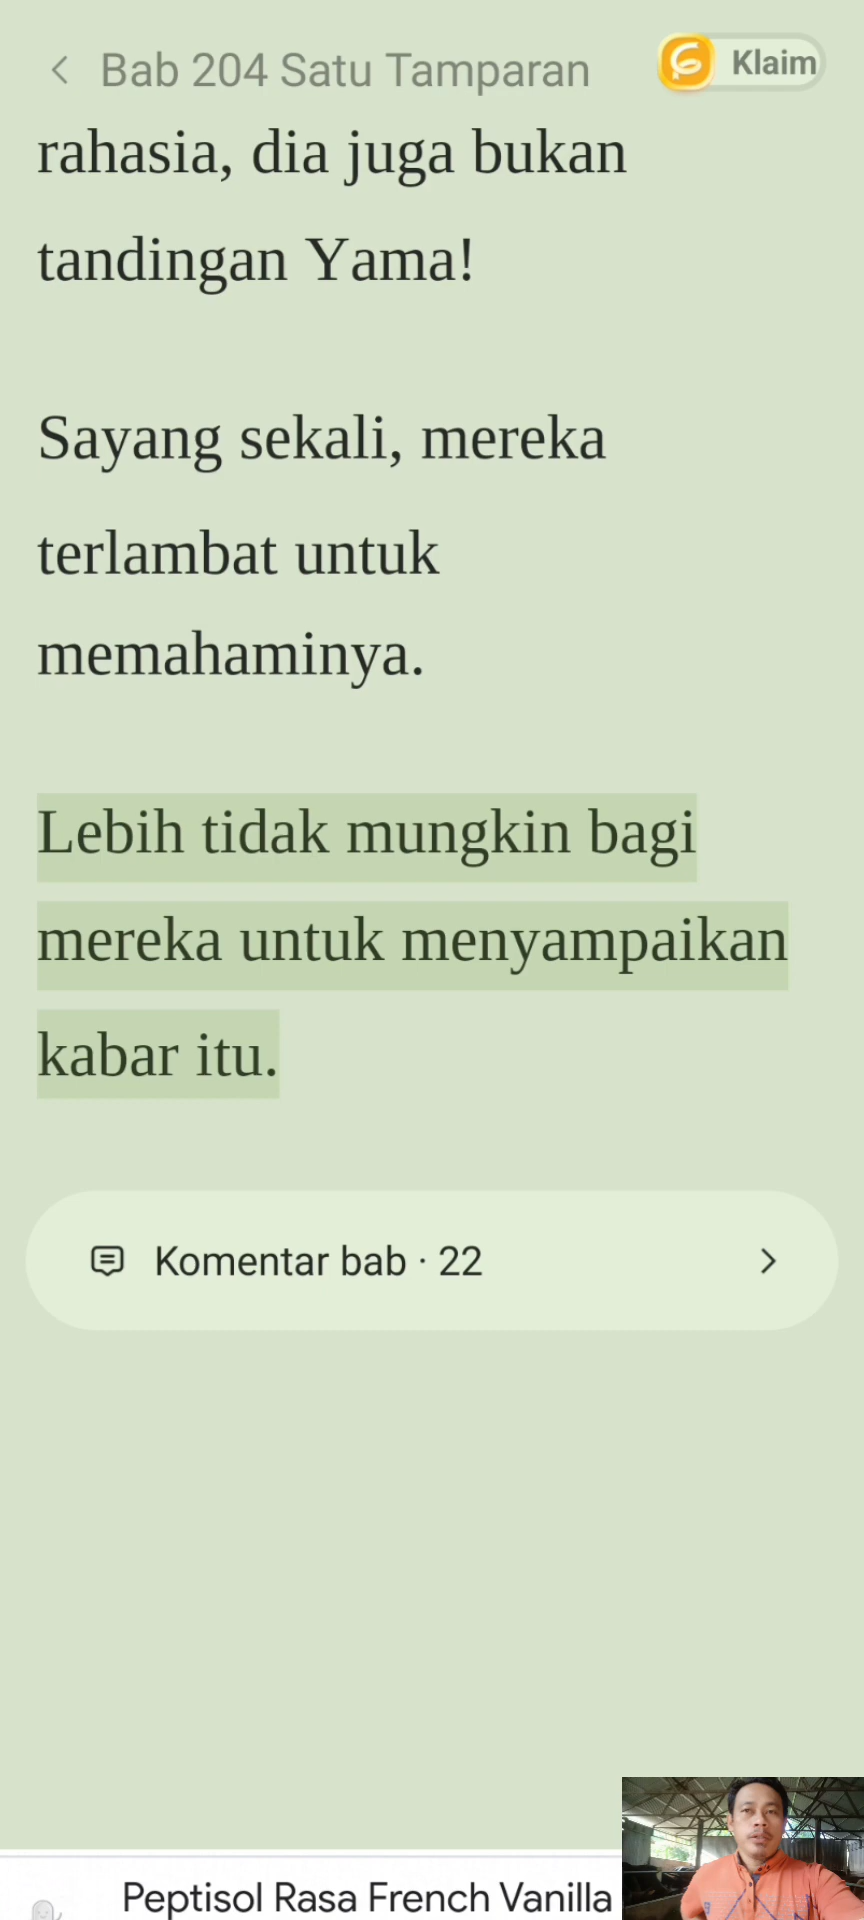 Bab 204 Satu Tamparan
Klaim
rahasia, dia juga bukan
tandingan Yama!
Sayang sekali, mereka
terlambat untuk
memahaminya.
Lebih tidak mungkin bagi
mereka untuk menyampaikan
kabar itu.
Komentar bab · 22
Peptisol Rasa French Vanilla